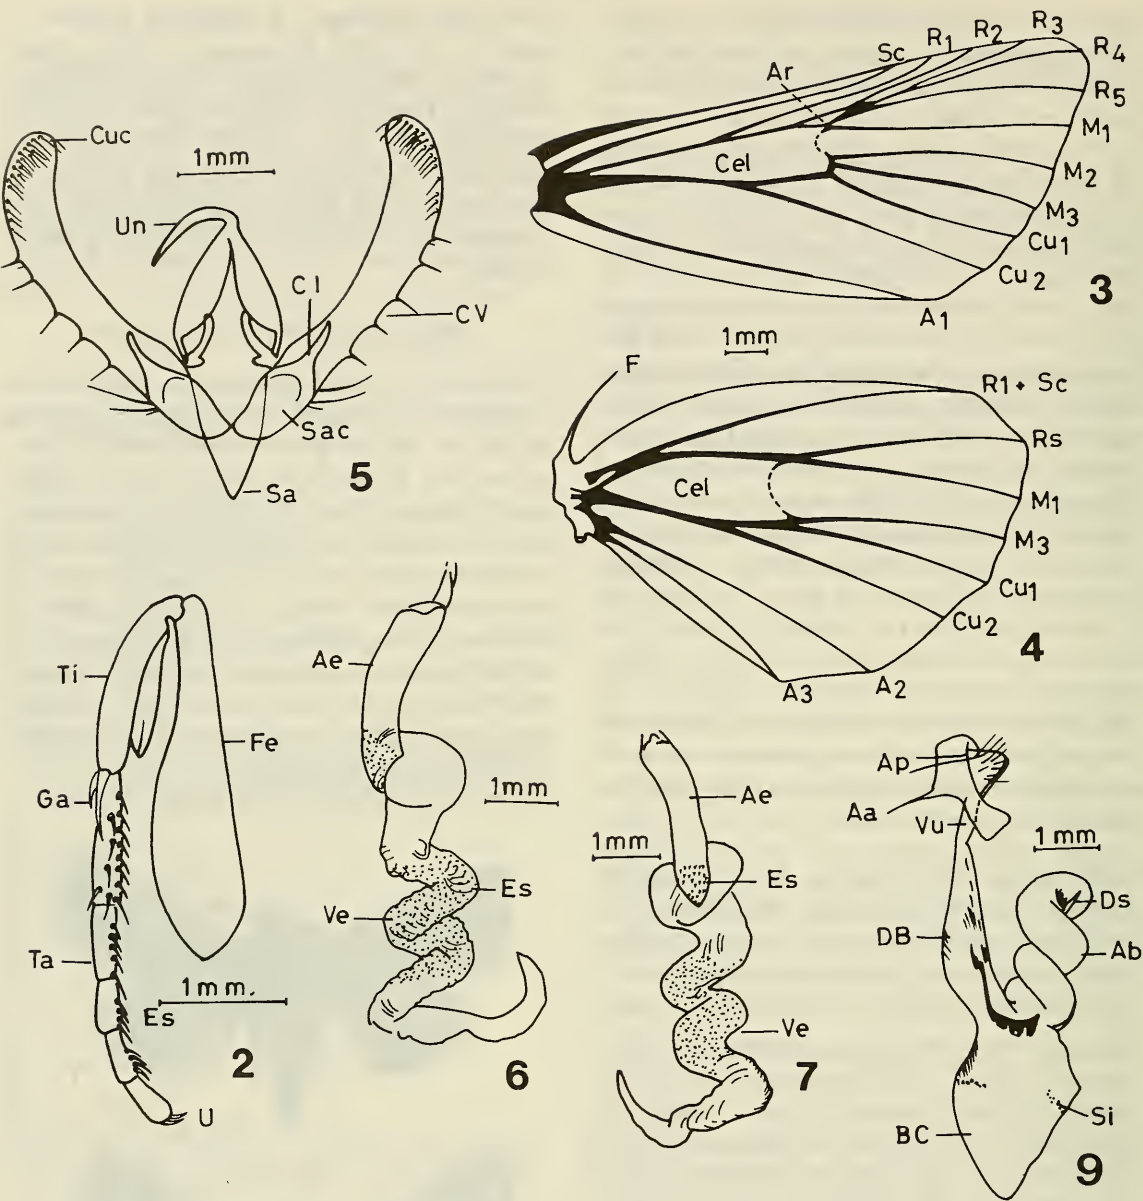 Cuc
1mm
Un
Cl
CV
Sac
Sa
5
Sc
R1
R2
R3
R4
R5
Ar
M1
Cel
M2
M3
Cu1
Cu2
A1
3
1mm
F
R1 + Sc
Rs
Cel
M1
M3
Cu1
Cu2
A2
A3
4
Ti
Fe
Ga
Ta
1mm.
Es
U
2
Ae
1mm
Es
Ve
6
Ae
1mm
Es
Ve
7
Ap
Aa
Vu
1mm
Ds
DB
Ab
Si
BC
9